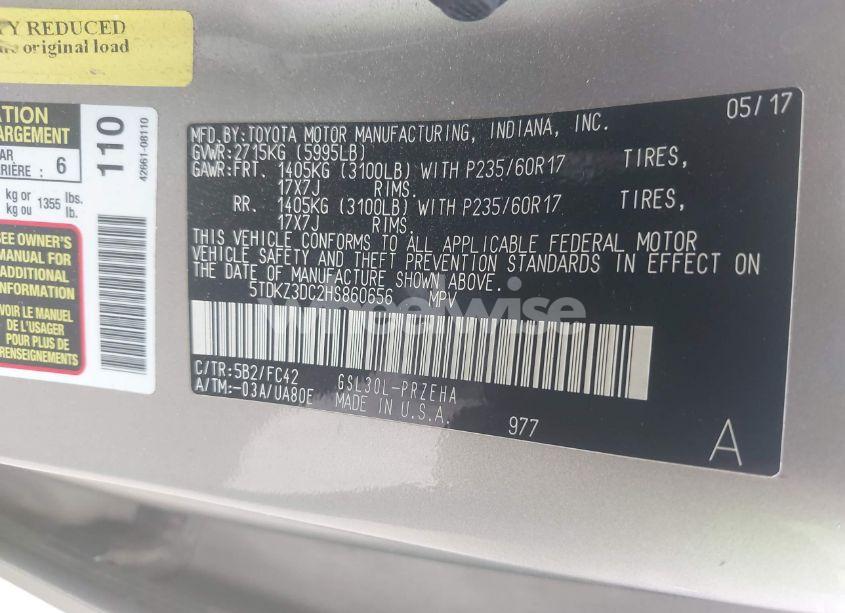 TY REDUCED
original load
ATION
ARGEMENT
AR
RIÈRE : 6
kg or 1355 lbs.
kg ou lb.
110
42661-08110
SEE OWNER'S
MANUAL FOR
ADDITIONAL
INFORMATION
VOIR LE MANUEL
DE L'USAGER
POUR PLUS DE
RENSEIGNEMENTS
05/17
MFD.BY:TOYOTA MOTOR MANUFACTURING, INDIANA, INC.
GVWR:2715KG (5995LB)
GAWR:FRT. 1405KG (3100LB) WITH P235/60R17 TIRES,
17X7J RIMS.
RR. 1405KG (3100LB) WITH P235/60R17 TIRES,
17X7J RIMS.
THIS VEHICLE CONFORMS TO ALL APPLICABLE FEDERAL MOTOR
VEHICLE SAFETY AND THEFT PREVENTION STANDARDS IN EFFECT ON
THE DATE OF MANUFACTURE SHOWN ABOVE.
5TDKZ3DC2HS860656 MPV
wheelwise
C/TR:5B2/FC42 GSL30L-PRZEHA
A/TM:-03A/UA80E MADE IN U.S.A.
977
A